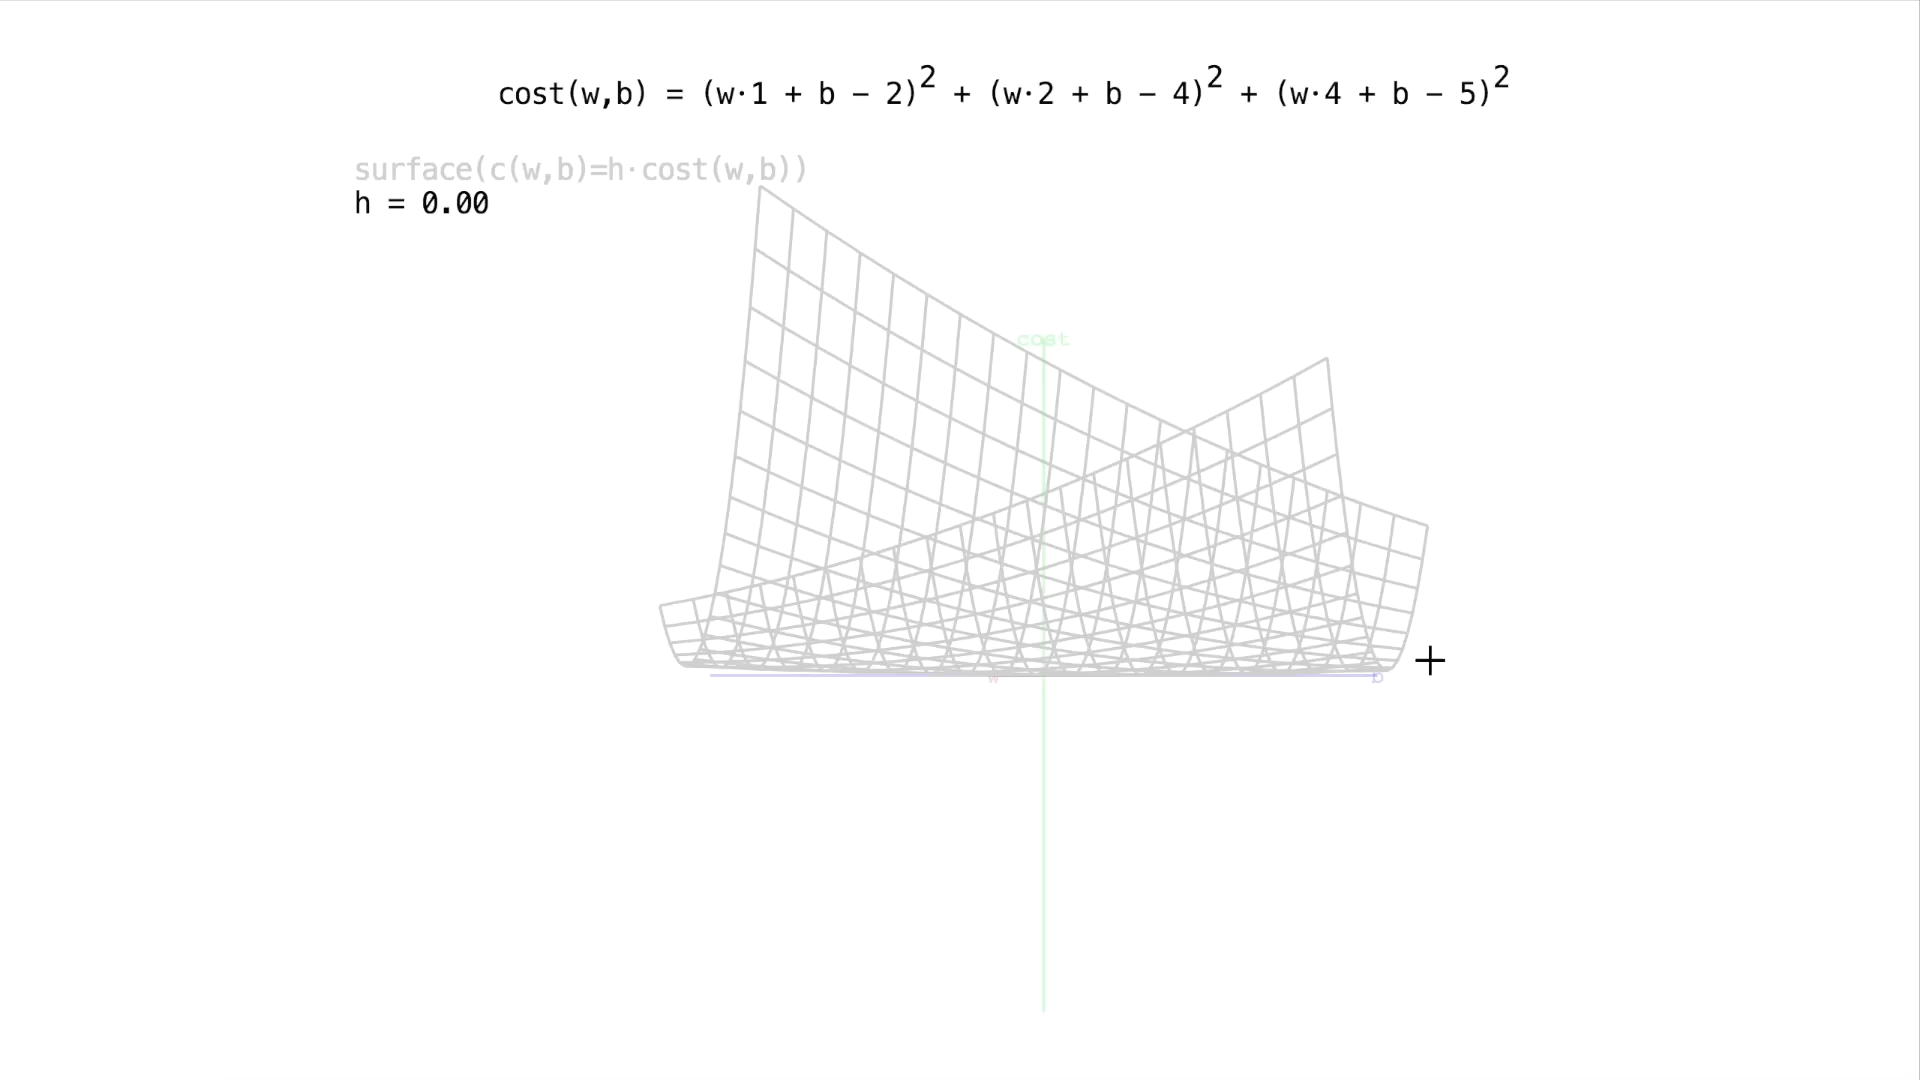 cost(w,b) = (w·1 + b − 2)² + (w·2 + b − 4)² + (w·4 + b − 5)²
surface(c(w,b)=h·cost(w,b))
h = 0.00
cost
w
b